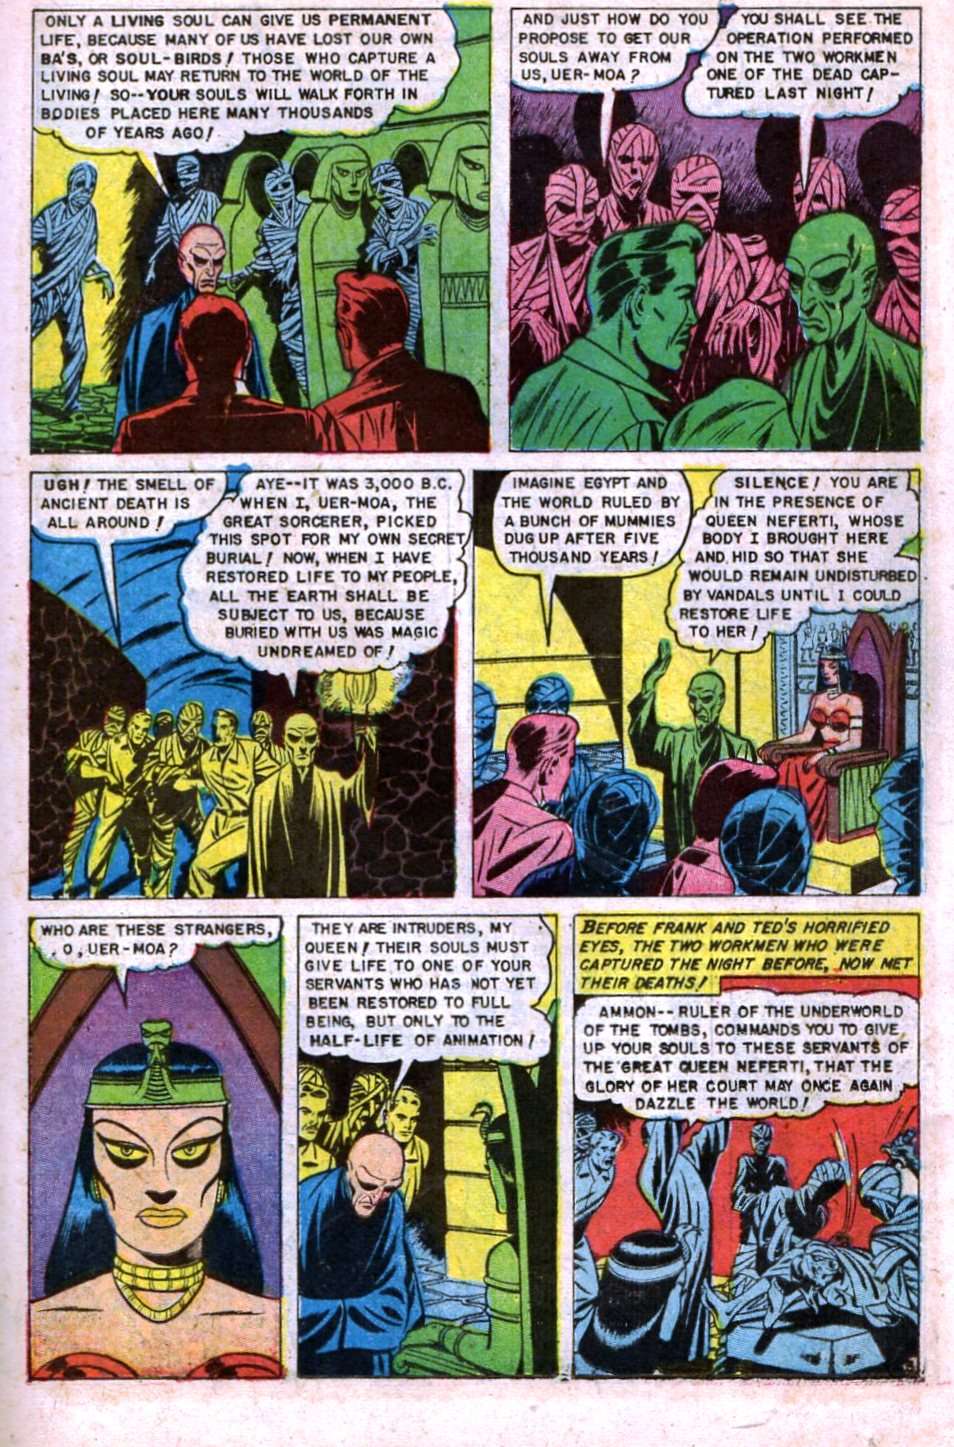 ONLY A LIVING SOUL CAN GIVE US PERMANENT
LIFE, BECAUSE MANY OF US HAVE LOST OUR OWN
BA'S, OR SOUL-BIRDS! THOSE WHO CAPTURE A
LIVING SOUL MAY RETURN TO THE WORLD OF THE
LIVING! SO--YOUR SOULS WILL WALK FORTH IN
BODIES PLACED HERE MANY THOUSANDS
OF YEARS AGO!
AND JUST HOW DO YOU
PROPOSE TO GET OUR
SOULS AWAY FROM
US, UER-MOA?
YOU SHALL SEE THE
OPERATION PERFORMED
ON THE TWO WORKMEN
ONE OF THE DEAD CAP-
TURED LAST NIGHT!
UGH! THE SMELL OF
ANCIENT DEATH IS
ALL AROUND!
AYE--IT WAS 3,000 B.C.
WHEN I, UER-MOA, THE
GREAT SORCERER, PICKED
THIS SPOT FOR MY OWN SECRET
BURIAL! NOW, WHEN I HAVE
RESTORED LIFE TO MY PEOPLE,
ALL THE EARTH SHALL BE
SUBJECT TO US, BECAUSE
BURIED WITH US WAS MAGIC
UNDREAMED OF!
IMAGINE EGYPT AND
THE WORLD RULED BY
A BUNCH OF MUMMIES
DUG UP AFTER FIVE
THOUSAND YEARS!
SILENCE! YOU ARE
IN THE PRESENCE OF
QUEEN NEFERTI, WHOSE
BODY I BROUGHT HERE
AND HID SO THAT SHE
WOULD REMAIN UNDISTURBED
BY VANDALS UNTIL I COULD
RESTORE LIFE
TO HER!
WHO ARE THESE STRANGERS,
O, UER-MOA?
THEY ARE INTRUDERS, MY
QUEEN! THEIR SOULS MUST
GIVE LIFE TO ONE OF YOUR
SERVANTS WHO HAS NOT YET
BEEN RESTORED TO FULL
BEING, BUT ONLY TO THE
HALF-LIFE OF ANIMATION!
BEFORE FRANK AND TED'S HORRIFIED
EYES, THE TWO WORKMEN WHO WERE
CAPTURED THE NIGHT BEFORE, NOW MET
THEIR DEATHS!
AMMON--RULER OF THE UNDERWORLD
OF THE TOMBS, COMMANDS YOU TO GIVE
UP YOUR SOULS TO THESE SERVANTS OF
THE GREAT QUEEN NEFERTI, THAT THE
GLORY OF HER COURT MAY ONCE AGAIN
DAZZLE THE WORLD!